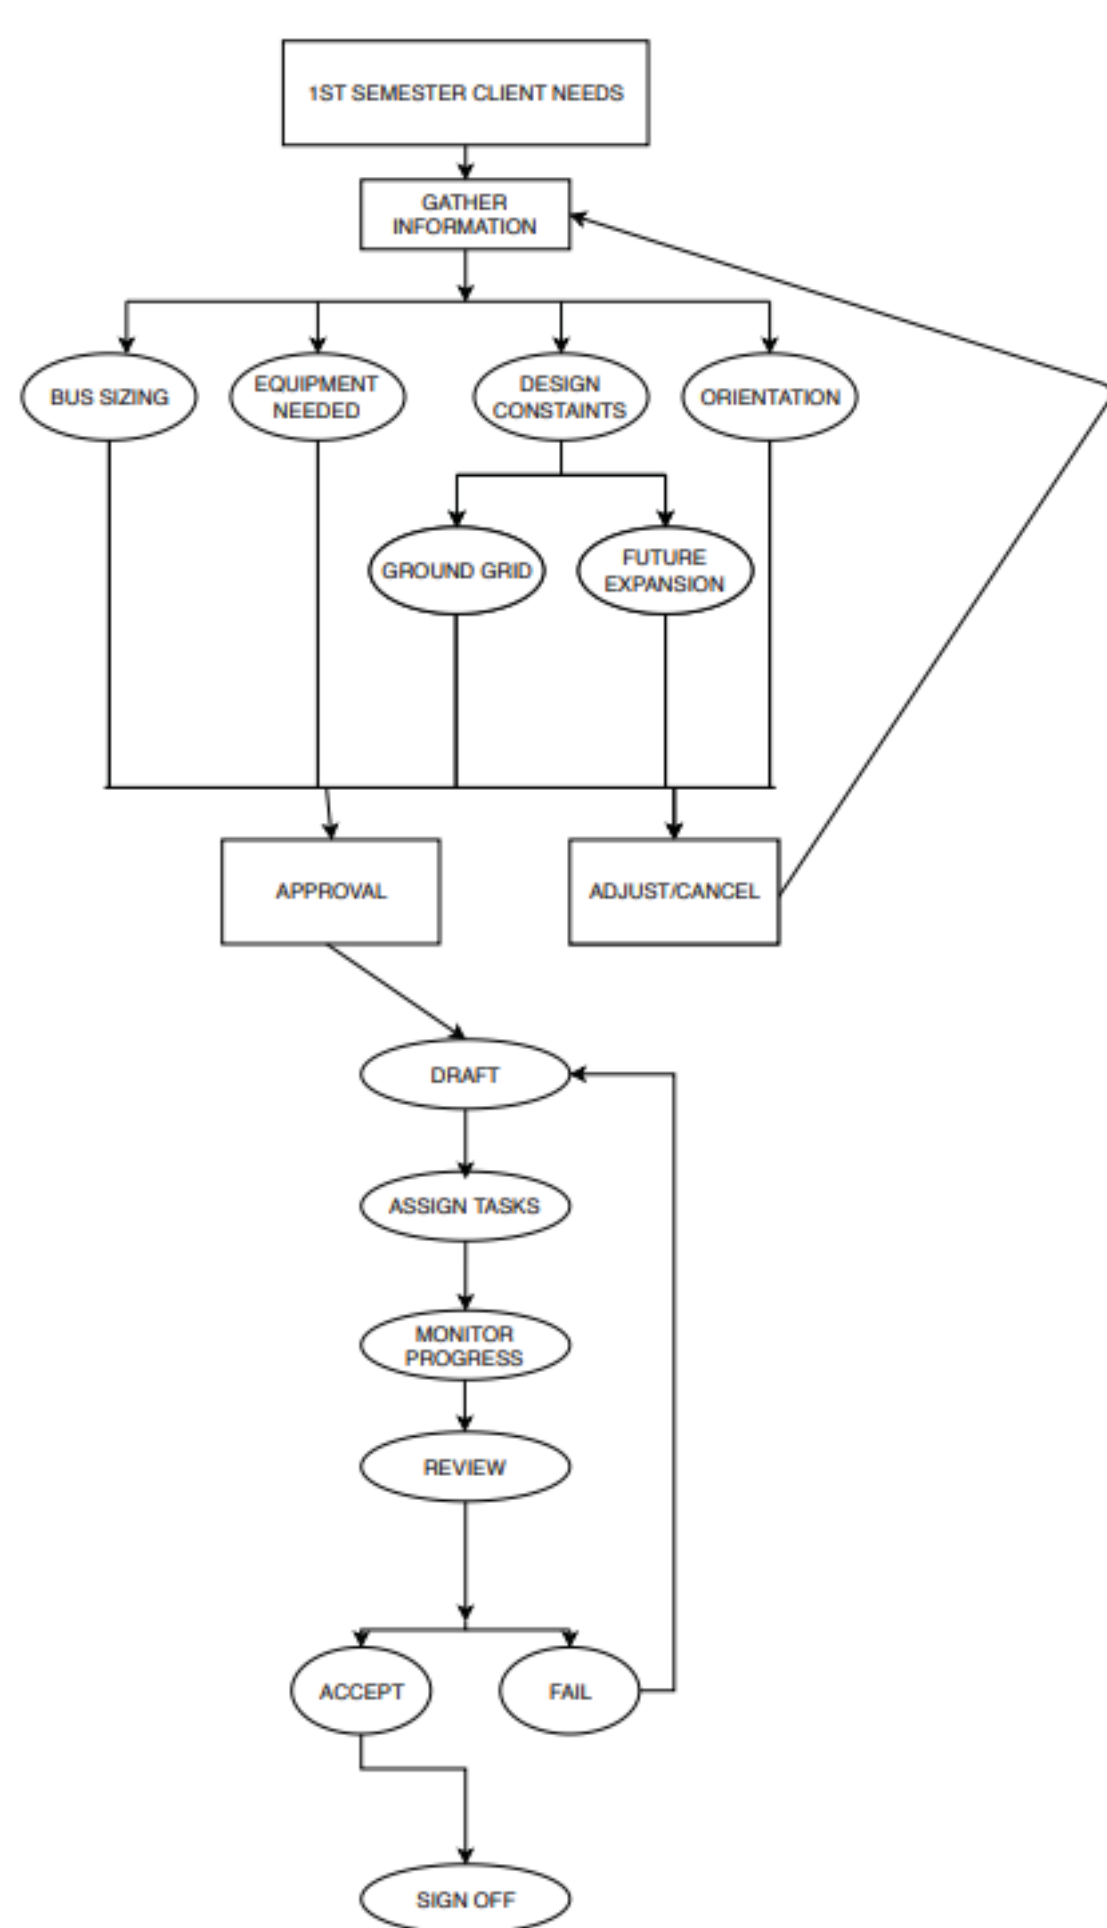 1ST SEMESTER CLIENT NEEDS
GATHER
INFORMATION
BUS SIZING
EQUIPMENT
NEEDED
DESIGN
CONSTAINTS
ORIENTATION
GROUND GRID
FUTURE
EXPANSION
APPROVAL
ADJUST/CANCEL
DRAFT
ASSIGN TASKS
MONITOR
PROGRESS
REVIEW
ACCEPT
FAIL
SIGN OFF